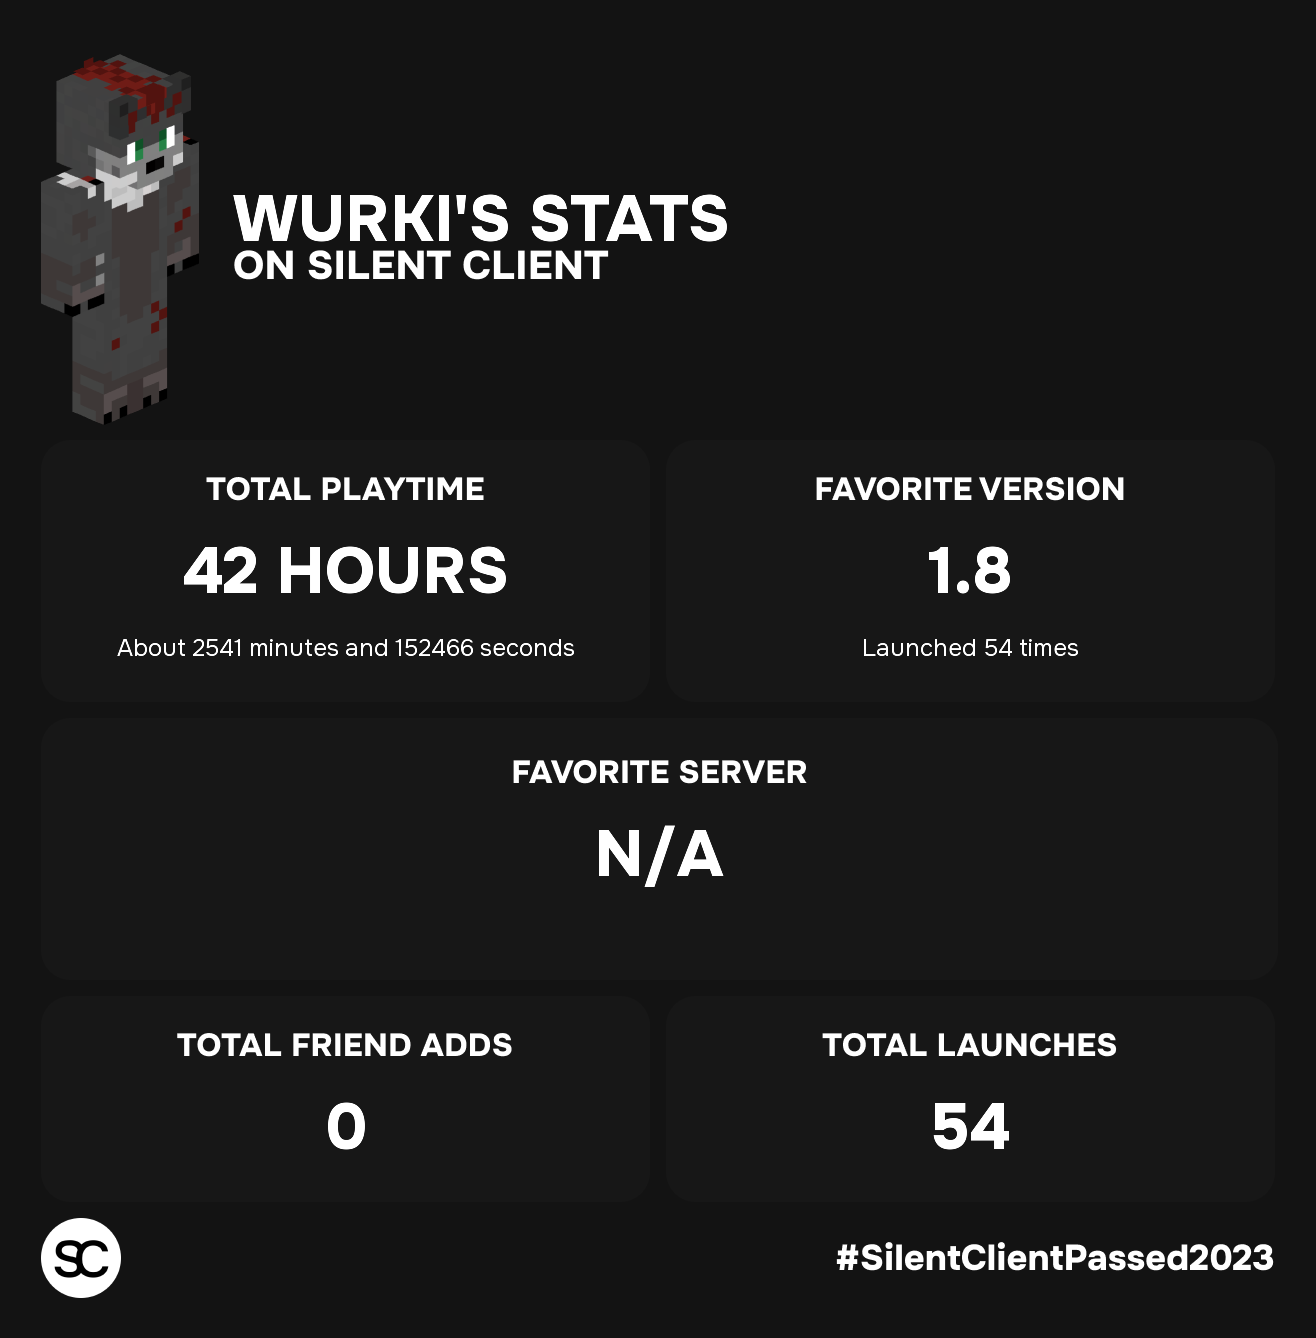 WURKI'S STATS
ON SILENT CLIENT
TOTAL PLAYTIME
42 HOURS
About 2541 minutes and 152466 seconds
FAVORITE VERSION
1.8
Launched 54 times
FAVORITE SERVER
N/A
TOTAL FRIEND ADDS
0
TOTAL LAUNCHES
54
SC
#SilentClientPassed2023